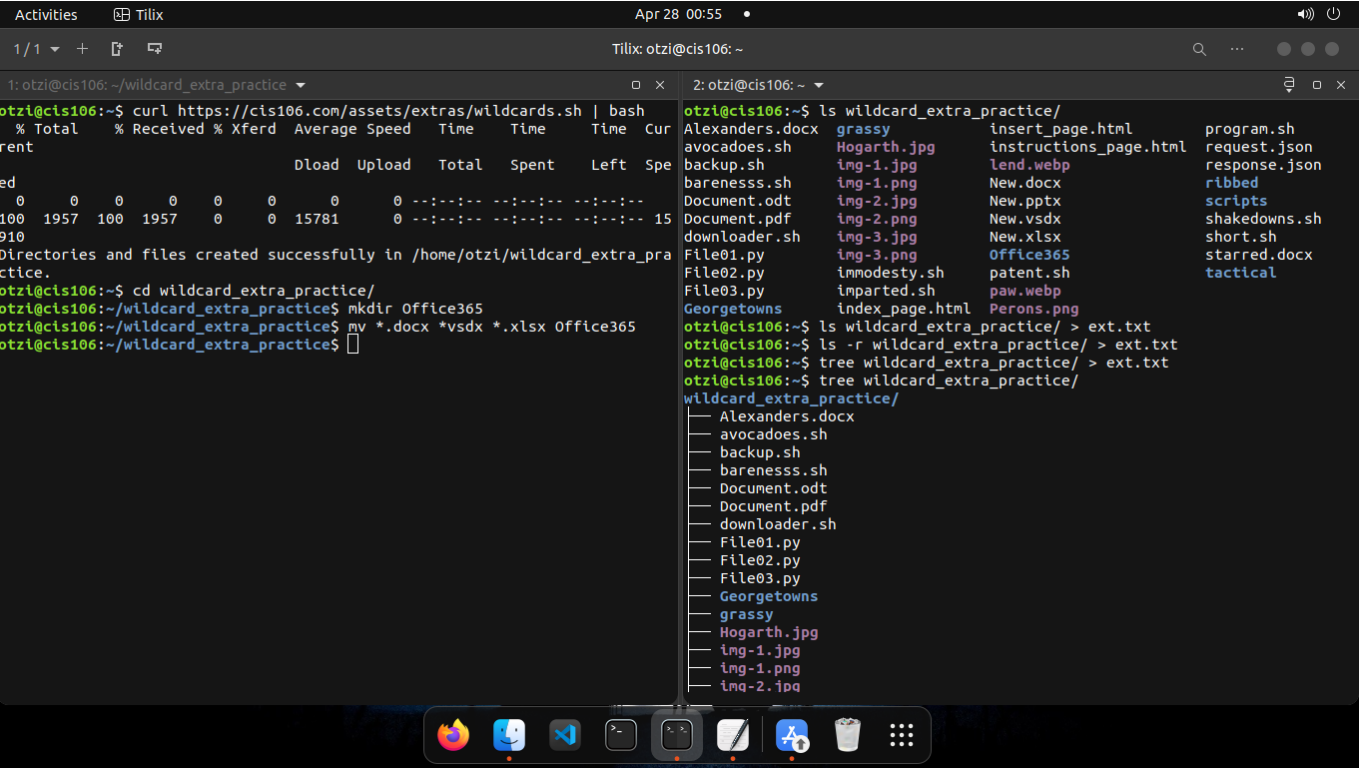 Activities Tilix Apr 28 00:55
1 / 1 Tilix: otzi@cis106: ~
1: otzi@cis106: ~/wildcard_extra_practice
otzi@cis106:~$ curl https://cis106.com/assets/extras/wildcards.sh | bash
  % Total    % Received % Xferd  Average Speed   Time    Time     Time  Cur
rent
                                 Dload  Upload   Total   Spent    Left  Spe
ed
  0     0    0     0    0     0      0      0 --:--:-- --:--:-- --:--:--
100  1957  100  1957    0     0  15781      0 --:--:-- --:--:-- --:--:-- 15
910
Directories and files created successfully in /home/otzi/wildcard_extra_pra
ctice.
otzi@cis106:~$ cd wildcard_extra_practice/
otzi@cis106:~/wildcard_extra_practice$ mkdir Office365
otzi@cis106:~/wildcard_extra_practice$ mv *.docx *vsdx *.xlsx Office365
otzi@cis106:~/wildcard_extra_practice$
2: otzi@cis106: ~
otzi@cis106:~$ ls wildcard_extra_practice/
Alexanders.docx  grassy           insert_page.html        program.sh
avocadoes.sh     Hogarth.jpg      instructions_page.html  request.json
backup.sh        img-1.jpg        lend.webp               response.json
barenesss.sh     img-1.png        New.docx                ribbed
Document.odt     img-2.jpg        New.pptx                scripts
Document.pdf     img-2.png        New.vsdx                shakedowns.sh
downloader.sh    img-3.jpg        New.xlsx                short.sh
File01.py        img-3.png        Office365               starred.docx
File02.py        immodesty.sh     patent.sh               tactical
File03.py        imparted.sh      paw.webp
Georgetowns      index_page.html  Perons.png
otzi@cis106:~$ ls wildcard_extra_practice/ > ext.txt
otzi@cis106:~$ ls -r wildcard_extra_practice/ > ext.txt
otzi@cis106:~$ tree wildcard_extra_practice/ > ext.txt
otzi@cis106:~$ tree wildcard_extra_practice/
wildcard_extra_practice/
├── Alexanders.docx
├── avocadoes.sh
├── backup.sh
├── barenesss.sh
├── Document.odt
├── Document.pdf
├── downloader.sh
├── File01.py
├── File02.py
├── File03.py
├── Georgetowns
├── grassy
├── Hogarth.jpg
├── img-1.jpg
├── img-1.png
├── img-2.jpg